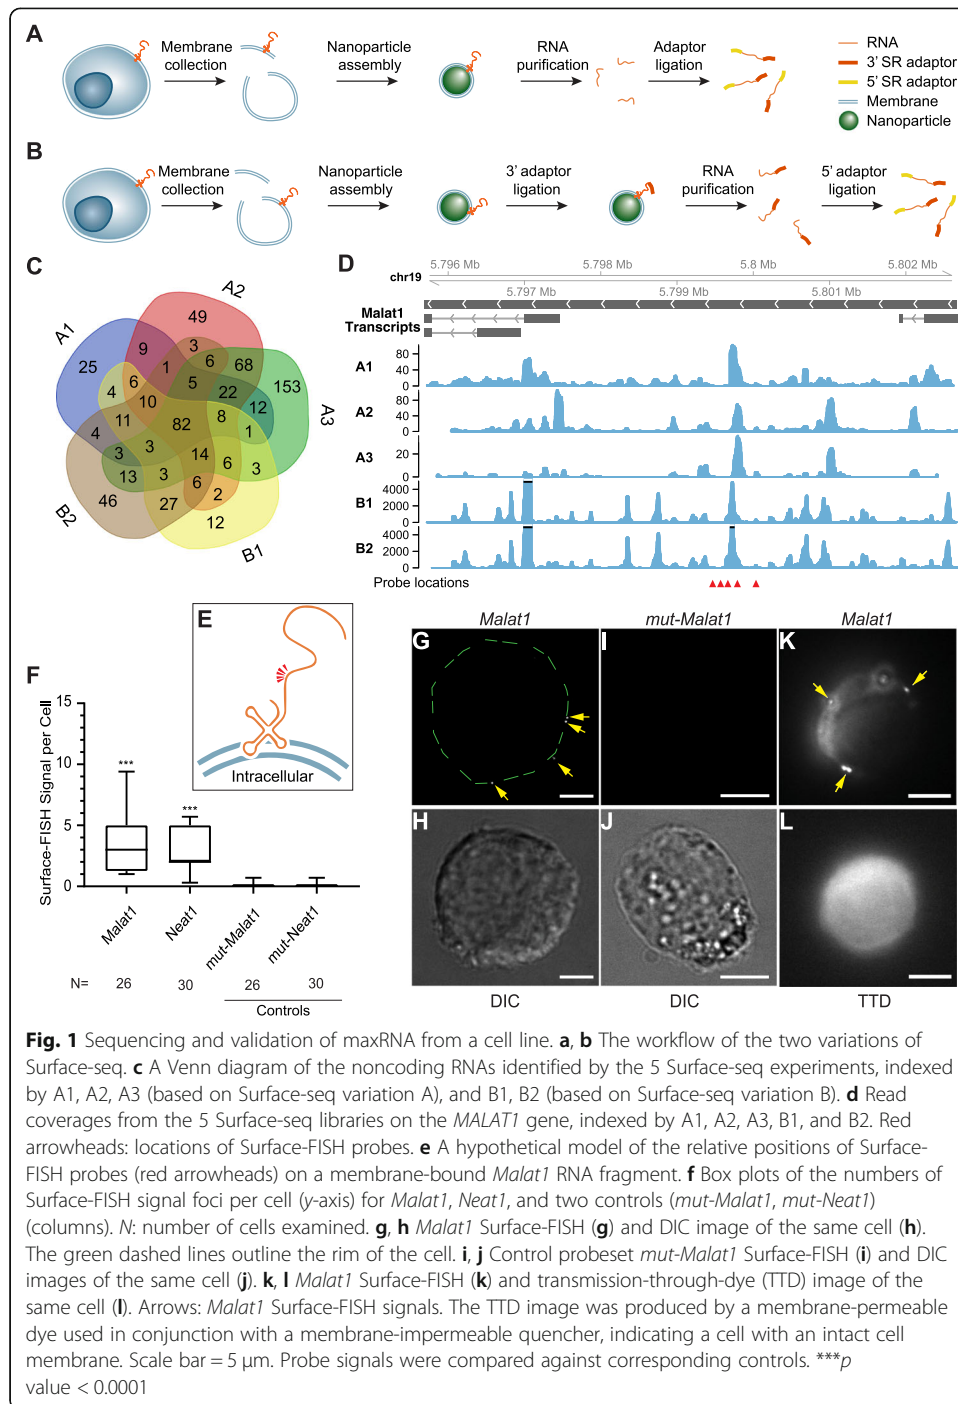 A
Membrane
collection
Nanoparticle
assembly
RNA
purification
Adaptor
ligation
RNA
3' SR adaptor
5' SR adaptor
Membrane
Nanoparticle
B
Membrane
collection
Nanoparticle
assembly
3' adaptor
ligation
RNA
purification
5' adaptor
ligation
C
A1
A2
A3
B1
B2
49
25
9
3
6
68
153
1
5
22
12
4
6
10
11
82
8
1
4
3
3
14
6
3
13
3
6
2
46
27
12
D
chr19
5.796 Mb
5.798 Mb
5.8 Mb
5.802 Mb
5.797 Mb
5.799 Mb
5.801 Mb
Malat1
Transcripts
A1
80
40
0
A2
80
40
0
A3
20
0
B1
4000
2000
0
B2
4000
2000
0
Probe locations
E
Intracellular
F
Surface-FISH Signal per Cell
15
10
5
0
***
***
Malat1
Neat1
mut-Malat1
mut-Neat1
N= 26 30 26 30
Controls
Malat1
mut-Malat1
Malat1
G
I
K
H
J
L
DIC
DIC
TTD
Fig. 1 Sequencing and validation of maxRNA from a cell line. a, b The workflow of the two variations of
Surface-seq. c A Venn diagram of the noncoding RNAs identified by the 5 Surface-seq experiments, indexed
by A1, A2, A3 (based on Surface-seq variation A), and B1, B2 (based on Surface-seq variation B). d Read
coverages from the 5 Surface-seq libraries on the MALAT1 gene, indexed by A1, A2, A3, B1, and B2. Red
arrowheads: locations of Surface-FISH probes. e A hypothetical model of the relative positions of Surface-
FISH probes (red arrowheads) on a membrane-bound Malat1 RNA fragment. f Box plots of the numbers of
Surface-FISH signal foci per cell (y-axis) for Malat1, Neat1, and two controls (mut-Malat1, mut-Neat1)
(columns). N: number of cells examined. g, h Malat1 Surface-FISH (g) and DIC image of the same cell (h).
The green dashed lines outline the rim of the cell. i, j Control probeset mut-Malat1 Surface-FISH (i) and DIC
images of the same cell (j). k, l Malat1 Surface-FISH (k) and transmission-through-dye (TTD) image of the
same cell (l). Arrows: Malat1 Surface-FISH signals. The TTD image was produced by a membrane-permeable
dye used in conjunction with a membrane-impermeable quencher, indicating a cell with an intact cell
membrane. Scale bar = 5 μm. Probe signals were compared against corresponding controls. ***p
value < 0.0001